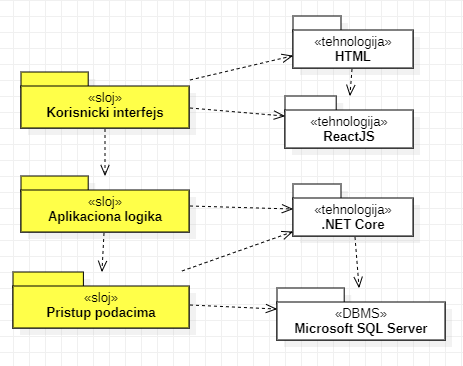 «tehnologija»
HTML
«sloj»
Korisnicki interfejs
«tehnologija»
ReactJS
«sloj»
Aplikaciona logika
«tehnologija»
.NET Core
«sloj»
Pristup podacima
«DBMS»
Microsoft SQL Server